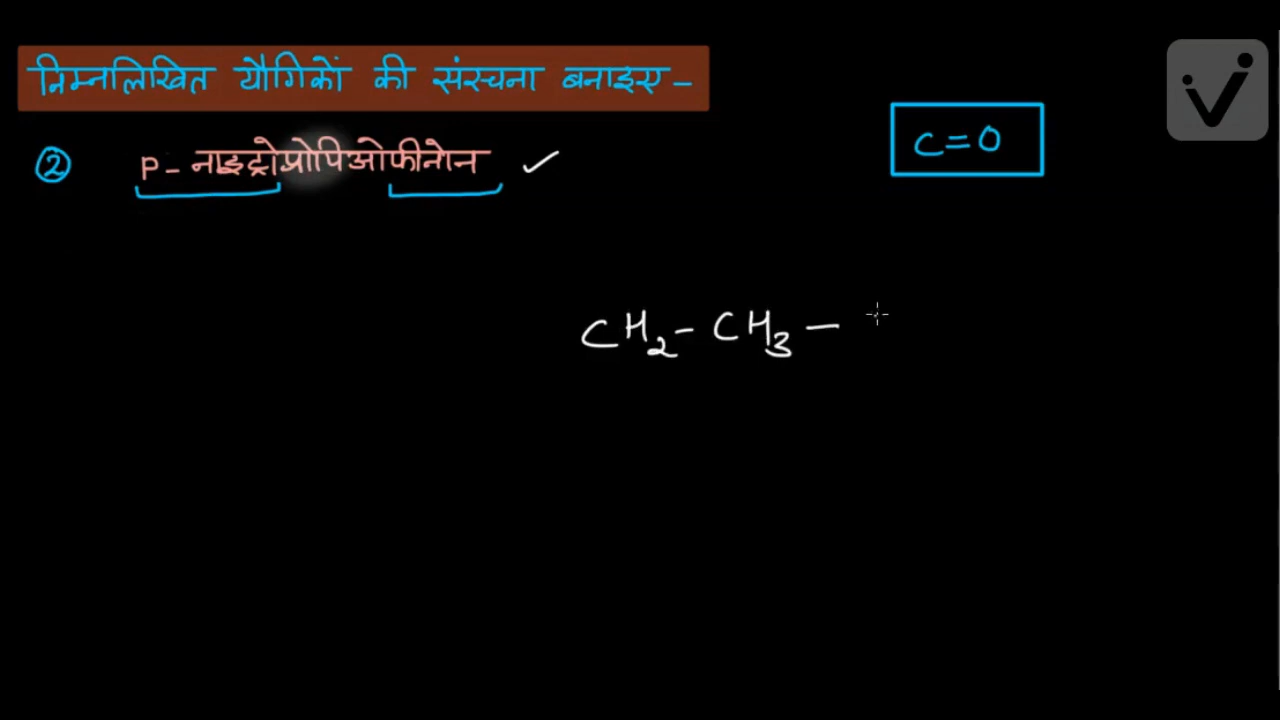 निम्नलिखित यौगिकों की संरचना बनाइए -
② P - नाइट्रोप्रोपिओफीनोन ✓
C=O
CH₂ - CH₃ -